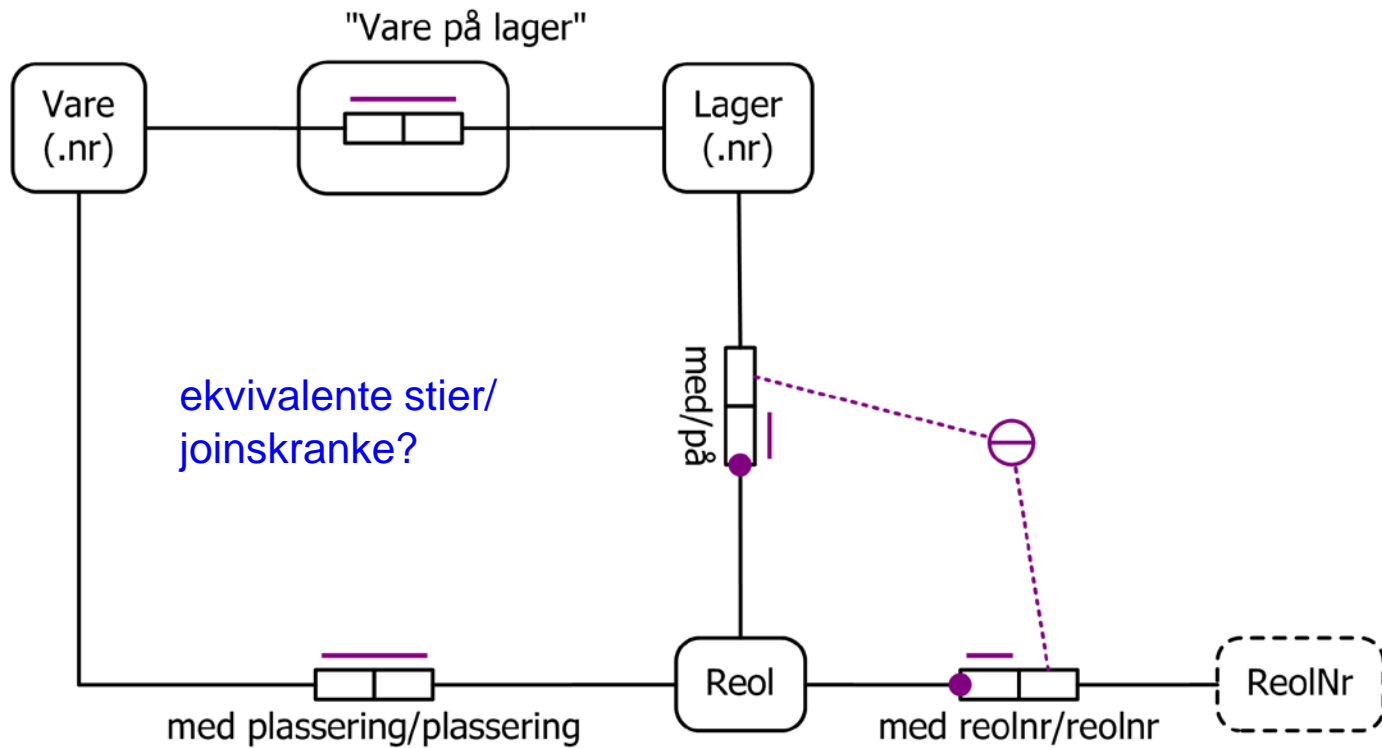 "Vare på lager"
Vare
(.nr)
Lager
(.nr)
med/på
ekvivalente stier/
joinskranke?
Reol
ReolNr
med plassering/plassering
med reolnr/reolnr